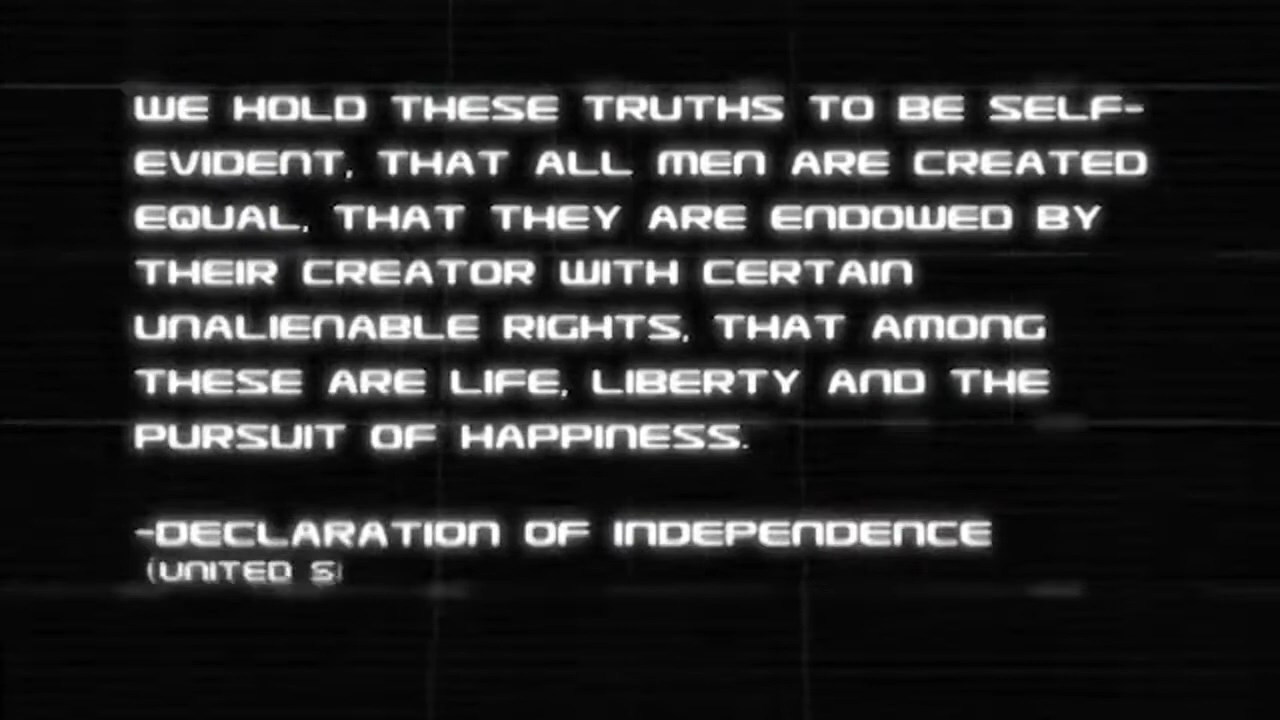 WE HOLD THESE TRUTHS TO BE SELF-
EVIDENT, THAT ALL MEN ARE CREATED
EQUAL, THAT THEY ARE ENDOWED BY
THEIR CREATOR WITH CERTAIN
UNALIENABLE RIGHTS, THAT AMONG
THESE ARE LIFE, LIBERTY AND THE
PURSUIT OF HAPPINESS.
-DECLARATION OF INDEPENDENCE
(UNITED S